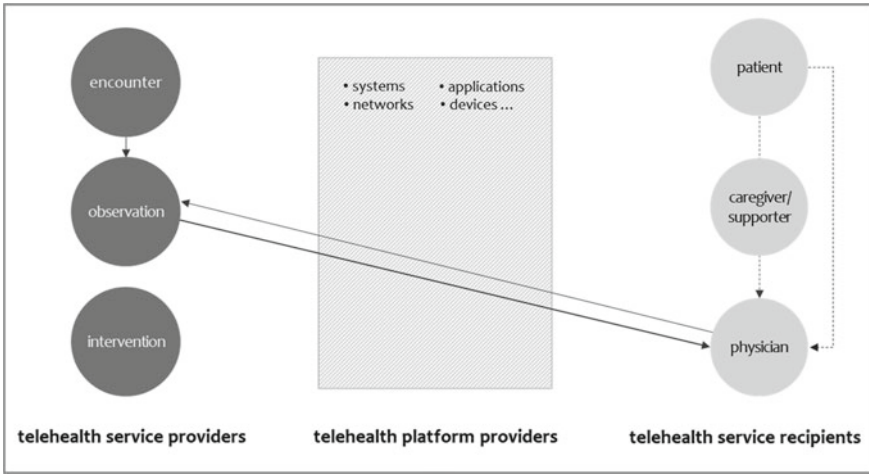 encounter
observation
intervention
telehealth service providers
• systems • applications
• networks • devices ...
telehealth platform providers
patient
caregiver/
supporter
physician
telehealth service recipients